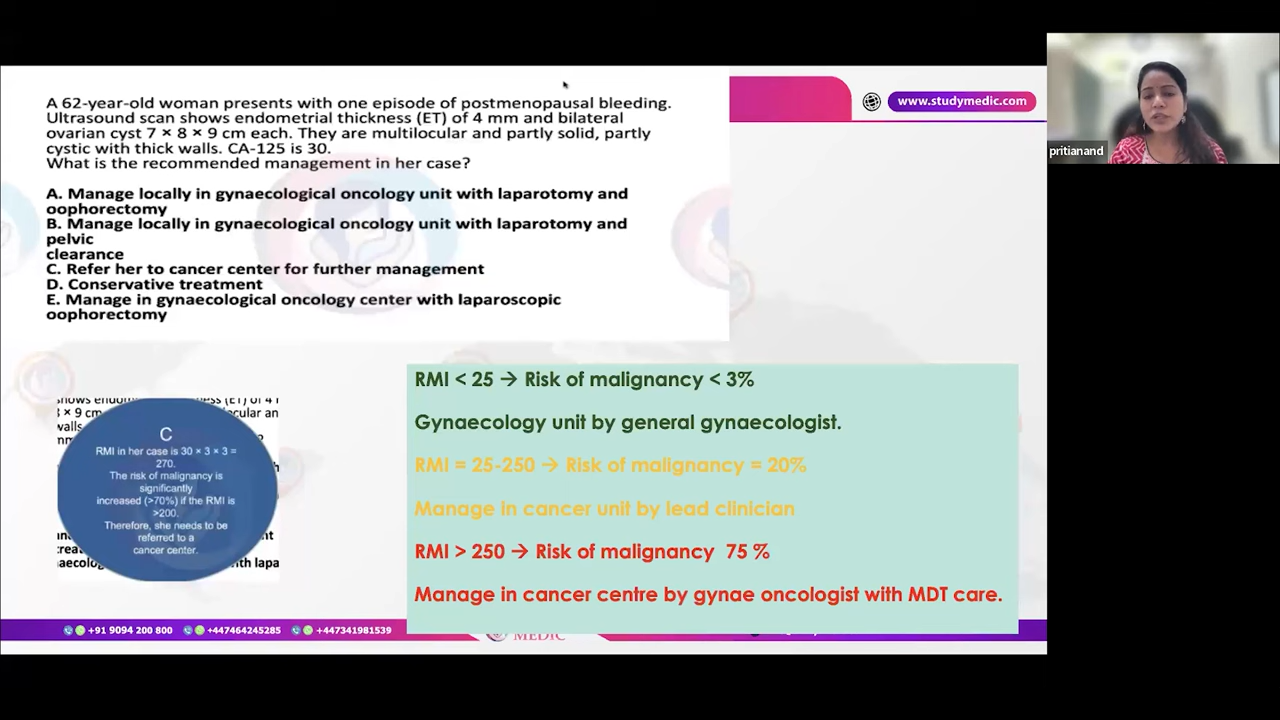 A 62-year-old woman presents with one episode of postmenopausal bleeding.
Ultrasound scan shows endometrial thickness (ET) of 4 mm and bilateral
ovarian cyst 7 × 8 × 9 cm each. They are multilocular and partly solid, partly
cystic with thick walls. CA-125 is 30.
What is the recommended management in her case?
A. Manage locally in gynaecological oncology unit with laparotomy and
oophorectomy
B. Manage locally in gynaecological oncology unit with laparotomy and
pelvic
clearance
C. Refer her to cancer center for further management
D. Conservative treatment
E. Manage in gynaecological oncology center with laparoscopic
oophorectomy
www.studymedic.com
pritianand
C
RMI in her case is 30 × 3 × 3 =
270.
The risk of malignancy is
significantly
increased (>70%) if the RMI is
>200.
Therefore, she needs to be
referred to a
cancer center.
RMI < 25 → Risk of malignancy < 3%
Gynaecology unit by general gynaecologist.
RMI = 25-250 → Risk of malignancy = 20%
Manage in cancer unit by lead clinician
RMI > 250 → Risk of malignancy 75 %
Manage in cancer centre by gynae oncologist with MDT care.
+91 9094 200 800
+447464245285
+447341981539
MEDIC